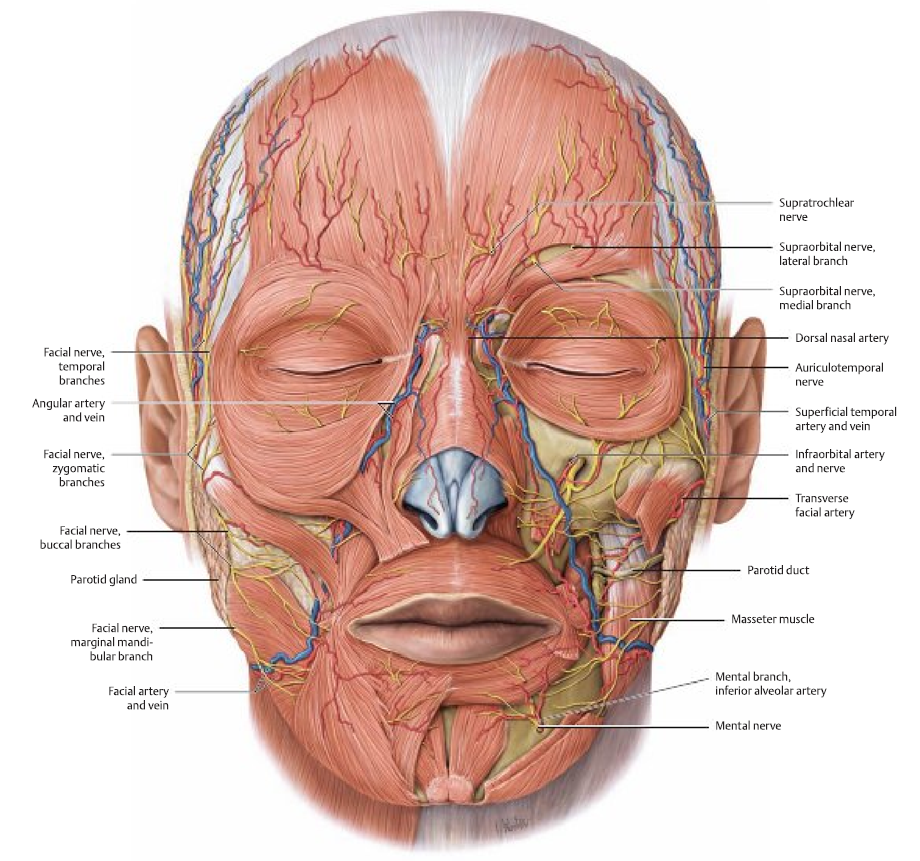 Supratrochlear
nerve
Supraorbital nerve,
lateral branch
Supraorbital nerve,
medial branch
Dorsal nasal artery
Auriculotemporal
nerve
Superficial temporal
artery and vein
Infraorbital artery
and nerve
Transverse
facial artery
Parotid duct
Masseter muscle
Mental branch,
inferior alveolar artery
Mental nerve
Facial nerve,
temporal
branches
Angular artery
and vein
Facial nerve,
zygomatic
branches
Facial nerve,
buccal branches
Parotid gland
Facial nerve,
marginal mandi-
bular branch
Facial artery
and vein